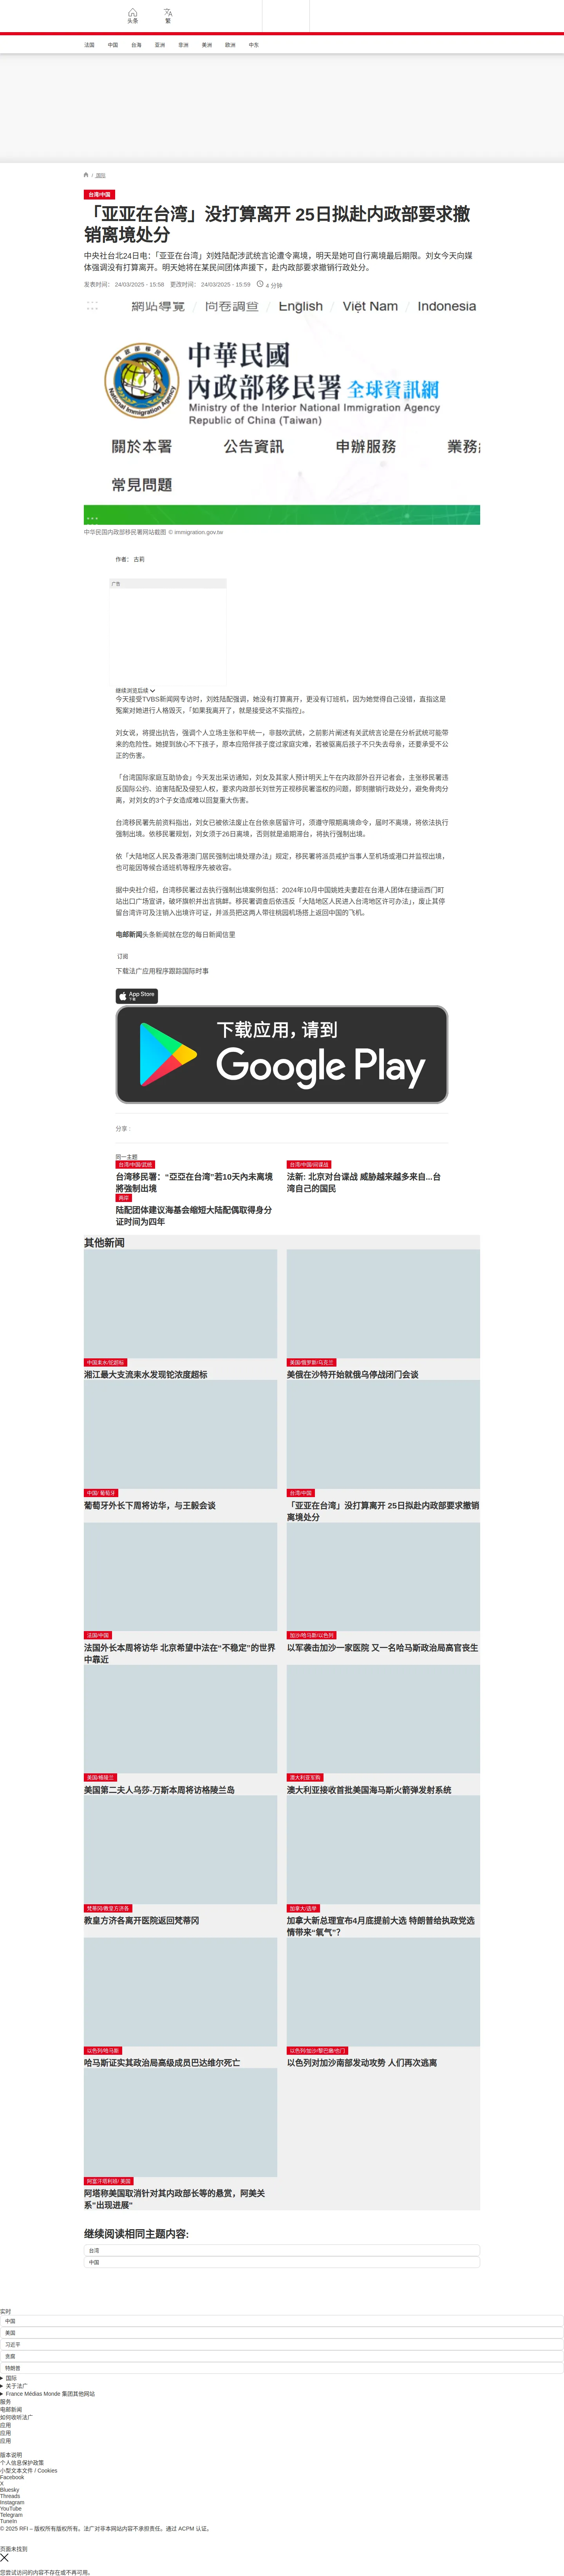 头条
繁
法国
中国
台海
亚洲
非洲
美洲
欧洲
中东
/ 国际
台湾/中国
「亚亚在台湾」没打算离开 25日拟赴内政部要求撤
销离境处分
中央社台北24日电：「亚亚在台湾」刘姓陆配涉武统言论遭令离境，明天是她可自行离境最后期限。刘女今天向媒
体强调没有打算离开。明天她将在某民间团体声援下，赴内政部要求撤销行政处分。
发表时间： 24/03/2025 - 15:58 更改时间： 24/03/2025 - 15:59 4 分钟
網站導覽 / 問卷調查 / English / Việt Nam / Indonesia
中華民國
內政部移民署 全球資訊網
Ministry of the Interior National Immigration Agency
Republic of China (Taiwan)
關於本署
公告資訊
申辦服務
業務
常見問題
中华民国内政部移民署网站截图 © immigration.gov.tw
作者： 古莉
广告
继续浏览后续
今天接受TVBS新闻网专访时，刘姓陆配强调，她没有打算离开，更没有订班机，因为她觉得自己没错，直指这是
冤案对她进行人格毁灭，「如果我离开了，就是接受这不实指控」。
刘女说，将提出抗告，强调个人立场主张和平统一，非鼓吹武统，之前影片阐述有关武统言论是在分析武统可能带
来的危险性。她提到放心不下孩子，原本应陪伴孩子度过家庭灾难，若被驱离后孩子不只失去母亲，还要承受不公
正的伤害。
「台湾国际家庭互助协会」今天发出采访通知，刘女及其家人预计明天上午在内政部外召开记者会，主张移民署违
反国际公约、迫害陆配及侵犯人权，要求内政部长刘世芳正视移民署滥权的问题，即刻撤销行政处分，避免骨肉分
离，对刘女的3个子女造成难以回复重大伤害。
台湾移民署先前资料指出，刘女已被依法废止在台依亲居留许可，须遵守限期离境命令，届时不离境，将依法执行
强制出境。依移民署规划，刘女须于26日离境，否则就是逾期滞台，将执行强制出境。
依「大陆地区人民及香港澳门居民强制出境处理办法」规定，移民署将派员戒护当事人至机场或港口并监视出境，
也可能因等候合适班机等程序先被收容。
据中央社介绍，台湾移民署过去执行强制出境案例包括：2024年10月中国姚姓夫妻趁在台港人团体在捷运西门町
站出口广场宣讲，破坏旗帜并出言挑衅。移民署调查后依违反「大陆地区人民进入台湾地区许可办法」，废止其停
留台湾许可及注销入出境许可证，并派员把这两人带往桃园机场搭上返回中国的飞机。
电邮新闻头条新闻就在您的每日新闻信里
订阅
下载法广应用程序跟踪国际时事
App Store
下载
下载应用，请到
Google Play
分享 :
同一主题
台湾/中国/武统
台湾移民署：“亞亞在台湾”若10天內未离境
將強制出境
台湾/中国/间谍战
法新: 北京对台谍战 威胁越来越多来自...台
湾自己的国民
两岸
陆配团体建议海基会缩短大陆配偶取得身分
证时间为四年
其他新闻
中国耒水/铊超标
湘江最大支流耒水发现铊浓度超标
美国/俄罗斯/乌克兰
美俄在沙特开始就俄乌停战闭门会谈
中国/ 葡萄牙
葡萄牙外长下周将访华，与王毅会谈
台湾/中国
「亚亚在台湾」没打算离开 25日拟赴内政部要求撤销
离境处分
法国/中国
法国外长本周将访华 北京希望中法在“不稳定”的世界
中靠近
加沙/哈马斯/以色列
以军袭击加沙一家医院 又一名哈马斯政治局高官丧生
美国/格陵兰
美国第二夫人乌莎-万斯本周将访格陵兰岛
澳大利亚军购
澳大利亚接收首批美国海马斯火箭弹发射系统
梵蒂冈/教皇方济各
教皇方济各离开医院返回梵蒂冈
加拿大/选举
加拿大新总理宣布4月底提前大选 特朗普给执政党选
情带来“氧气”？
以色列/哈马斯
哈马斯证实其政治局高级成员巴达维尔死亡
以色列/加沙/黎巴嫩/也门
以色列对加沙南部发动攻势 人们再次逃离
阿富汗塔利班/ 美国
阿塔称美国取消针对其内政部长等的悬赏，阿美关
系"出现进展"
继续阅读相同主题内容:
台湾
中国
实时
中国
美国
习近平
贪腐
特朗普
国际
关于法广
France Médias Monde 集团其他网站
服务
电邮新闻
如何收听法广
应用
应用
应用
版本说明
个人信息保护政策
小型文本文件 / Cookies
Facebook
X
Bluesky
Threads
Instagram
YouTube
Telegram
TuneIn
© 2025 RFI – 版权所有版权所有。法广对非本网站内容不承担责任。通过 ACPM 认证。
页面未找到
您尝试访问的内容不存在或不再可用。